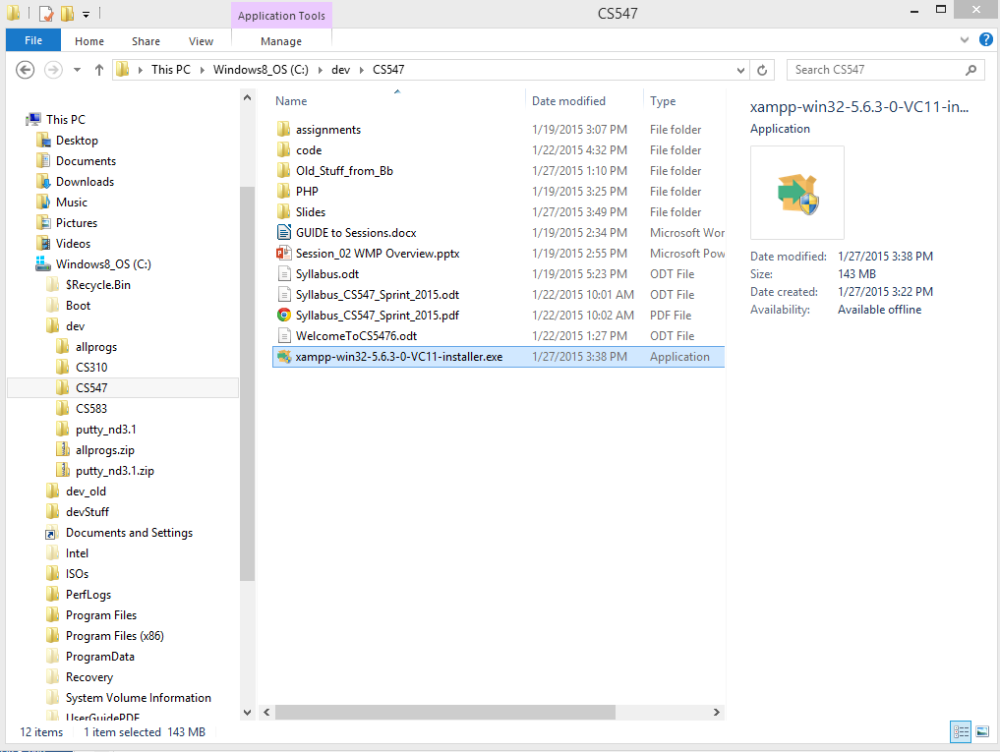 Application Tools
CS547
File Home Share View Manage
This PC Windows8_OS (C:) dev CS547
Search CS547
This PC
Desktop
Documents
Downloads
Music
Pictures
Videos
Windows8_OS (C:)
$Recycle.Bin
Boot
dev
allprogs
CS310
CS547
CS583
putty_nd3.1
allprogs.zip
putty_nd3.1.zip
dev_old
devStuff
Documents and Settings
Intel
ISOs
PerfLogs
Program Files
Program Files (x86)
ProgramData
Recovery
System Volume Information
UserGuidePDF
Name Date modified Type
assignments 1/19/2015 3:07 PM File folder
code 1/22/2015 4:32 PM File folder
Old_Stuff_from_Bb 1/27/2015 1:10 PM File folder
PHP 1/19/2015 3:25 PM File folder
Slides 1/27/2015 3:49 PM File folder
GUIDE to Sessions.docx 1/19/2015 2:34 PM Microsoft Wor
Session_02 WMP Overview.pptx 1/19/2015 2:55 PM Microsoft Pow
Syllabus.odt 1/19/2015 5:23 PM ODT File
Syllabus_CS547_Sprint_2015.odt 1/22/2015 10:01 AM ODT File
Syllabus_CS547_Sprint_2015.pdf 1/22/2015 10:02 AM PDF File
WelcomeToCS5476.odt 1/22/2015 1:27 PM ODT File
xampp-win32-5.6.3-0-VC11-installer.exe 1/27/2015 3:38 PM Application
xampp-win32-5.6.3-0-VC11-in...
Application
Date modified: 1/27/2015 3:38 PM
Size: 143 MB
Date created: 1/27/2015 3:22 PM
Availability: Available offline
12 items 1 item selected 143 MB